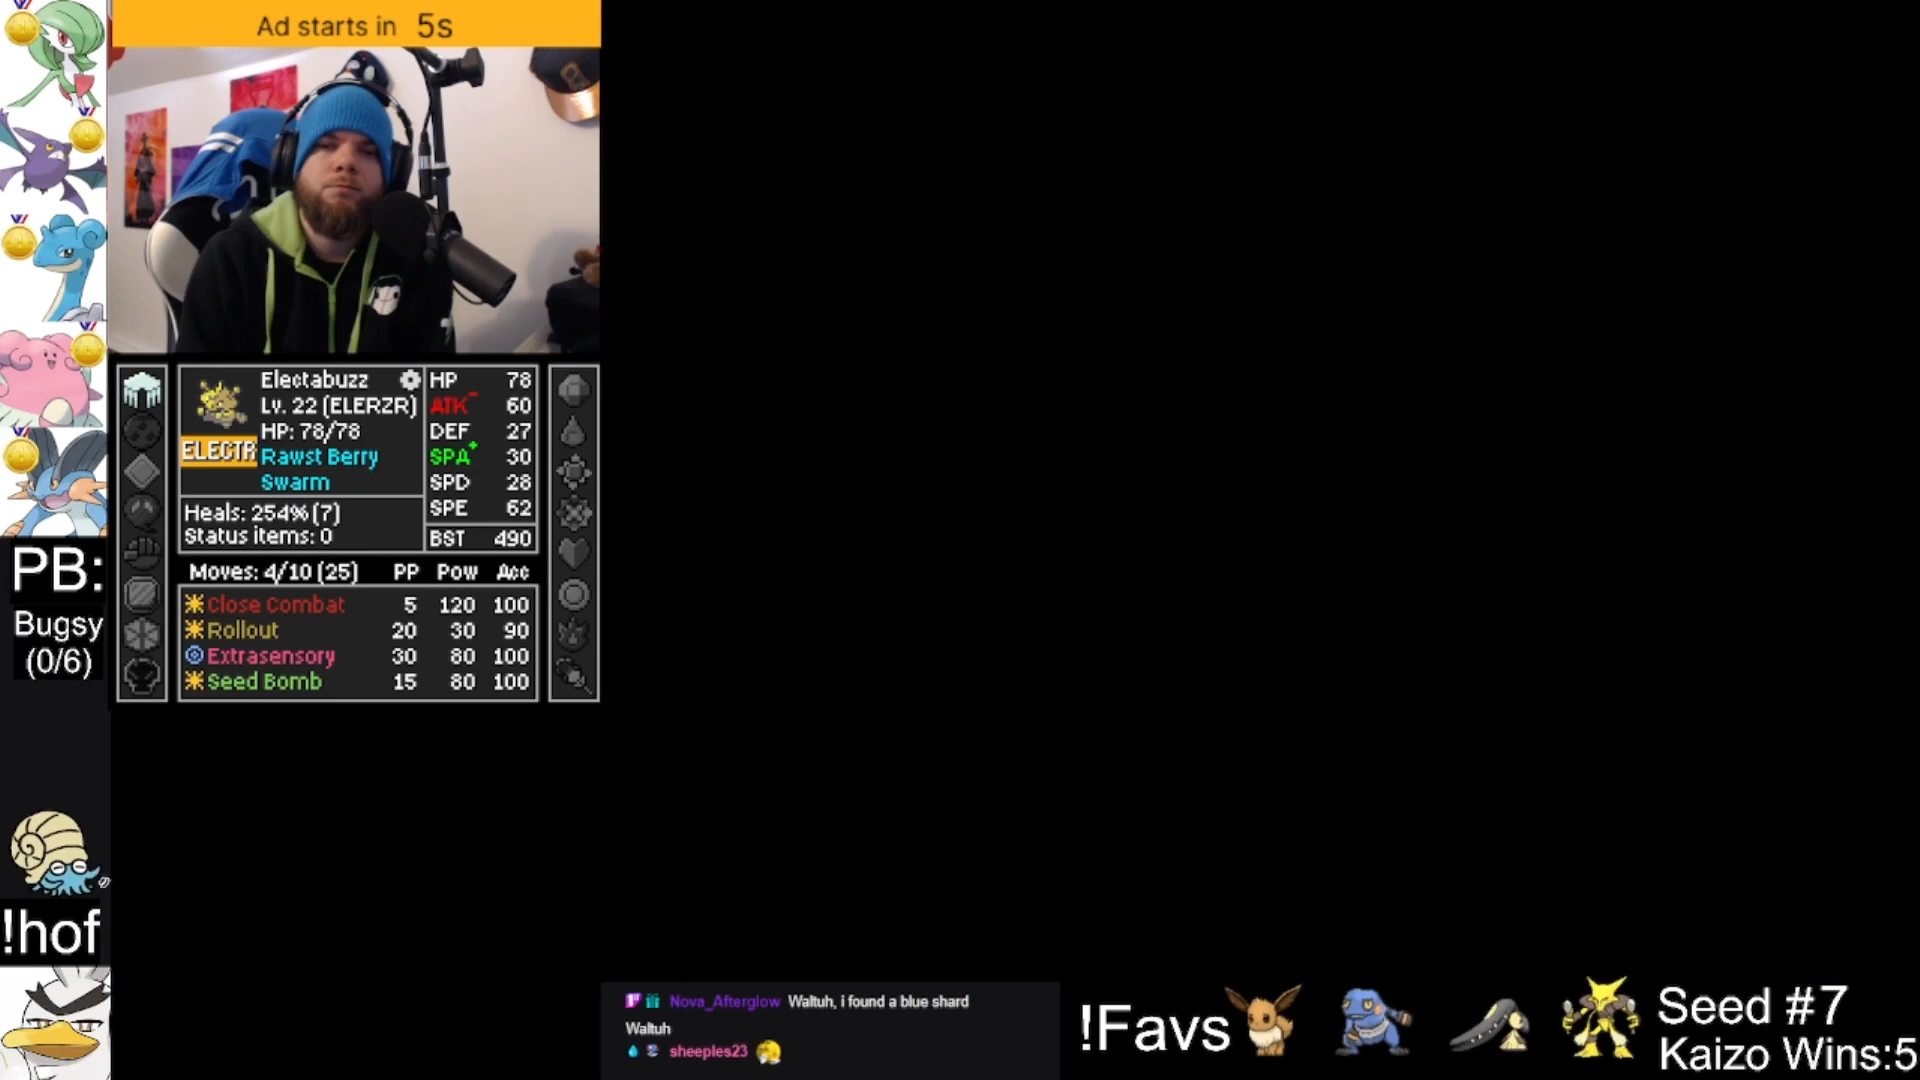 Ad starts in 5s
Electabuzz
Lv. 22 (ELERZR)
HP: 78/78
ELECTR
Rawst Berry
Swarm
Heals: 254% (7)
Status items: 0
HP 78
ATK- 60
DEF 27
SPA+ 30
SPD 28
SPE 62
BST 490
Moves: 4/10 (25) PP Pow Acc
Close Combat 5 120 100
Rollout 20 30 90
Extrasensory 30 80 100
Seed Bomb 15 80 100
PB:
Bugsy
(0/6)
!hof
Nova_Afterglow Waltuh, i found a blue shard
Waltuh
sheeples23
!Favs
Seed #7
Kaizo Wins:5